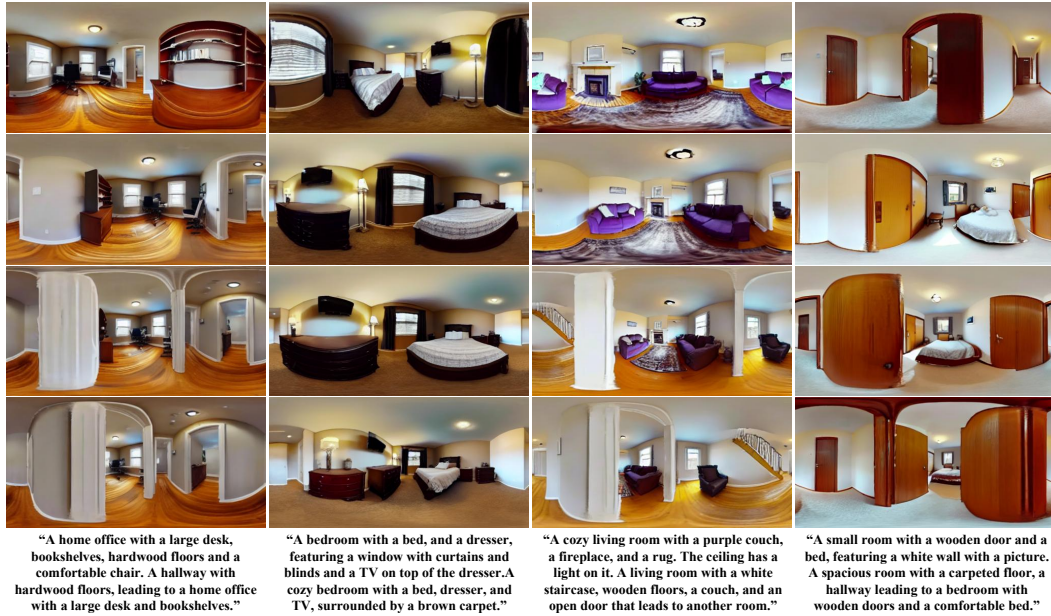 “A home office with a large desk,
bookshelves, hardwood floors and a
comfortable chair. A hallway with
hardwood floors, leading to a home office
with a large desk and bookshelves.”
“A bedroom with a bed, and a dresser,
featuring a window with curtains and
blinds and a TV on top of the dresser.A
cozy bedroom with a bed, dresser, and
TV, surrounded by a brown carpet.”
“A cozy living room with a purple couch,
a fireplace, and a rug. The ceiling has a
light on it. A living room with a white
staircase, wooden floors, a couch, and an
open door that leads to another room.”
“A small room with a wooden door and a
bed, featuring a white wall with a picture.
A spacious room with a carpeted floor, a
hallway leading to a bedroom with
wooden doors and a comfortable bed.”